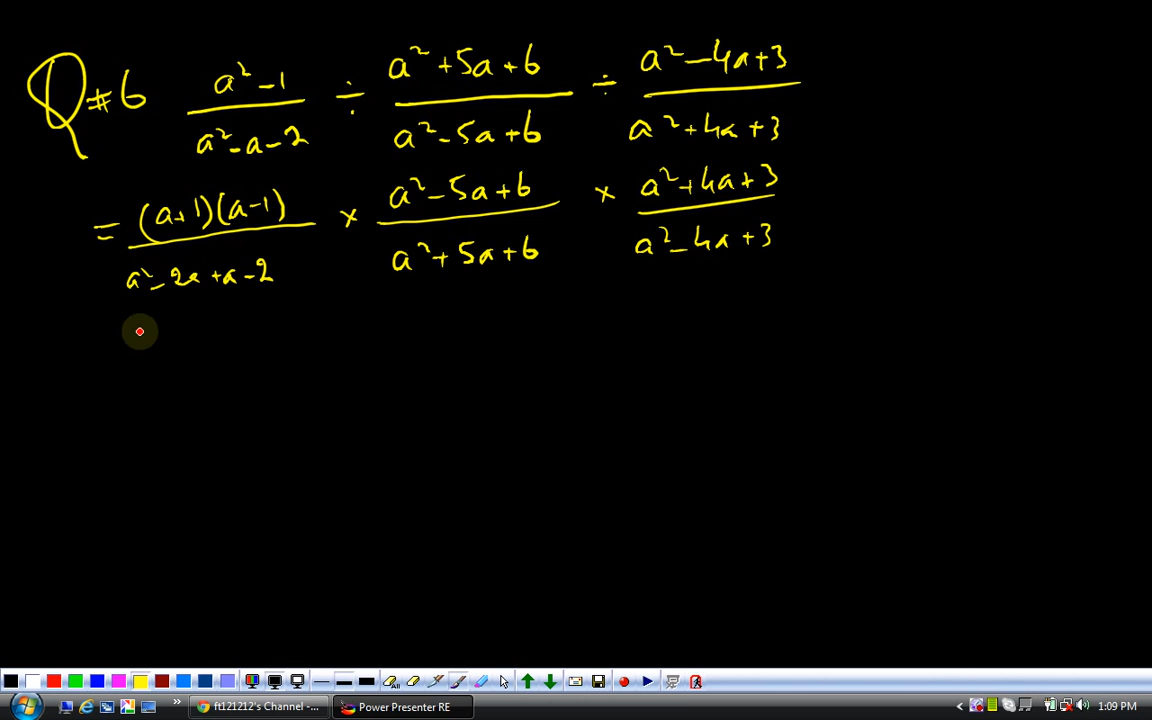 Q#6 (a²-1)/(a²-a-2) ÷ (a²+5a+6)/(a²-5a+6) ÷ (a²-4a+3)/(a²+4a+3)
= (a+1)(a-1)/(a²-2a+a-2) × (a²-5a+6)/(a²+5a+6) × (a²+4a+3)/(a²-4a+3)
All
ft121212's Channel -... Power Presenter RE 1:09 PM